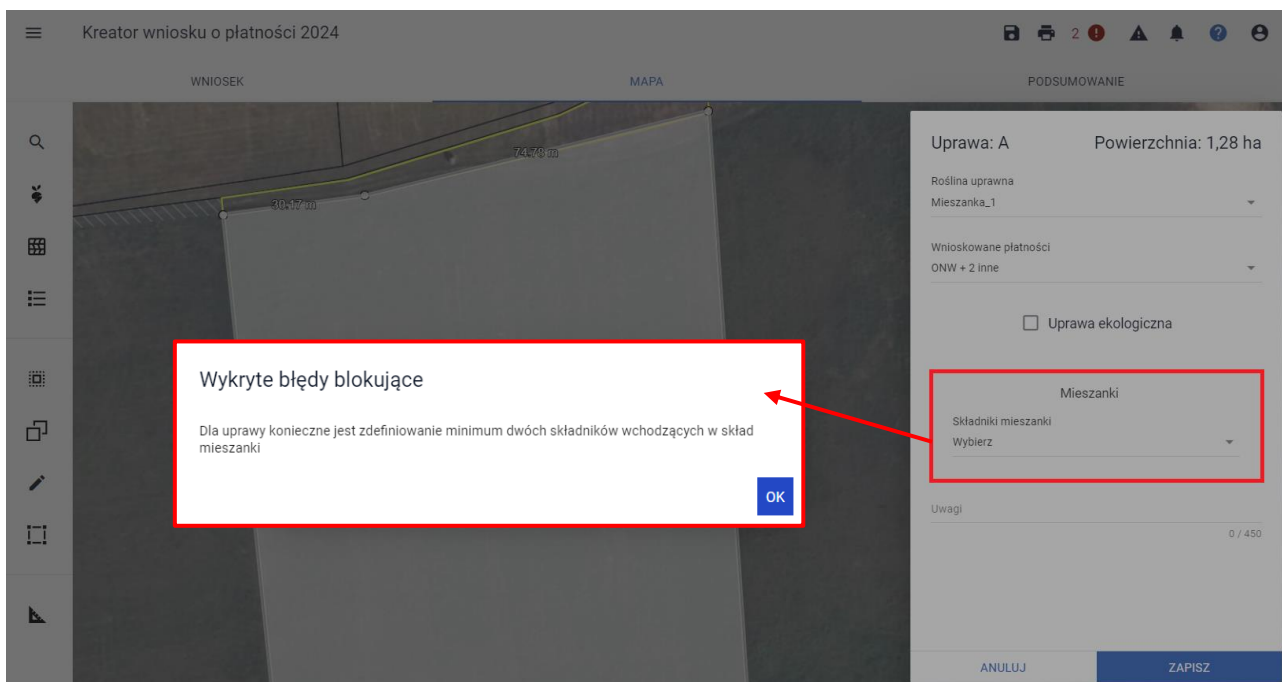 Kreator wniosku o płatności 2024
2
WNIOSEK
MAPA
PODSUMOWANIE
74.78 m
30.17 m
Uprawa: A
Powierzchnia: 1,28 ha
Roślina uprawna
Mieszanka_1
Wnioskowane płatności
ONW + 2 inne
Uprawa ekologiczna
Mieszanki
Składniki mieszanki
Wybierz
Wykryte błędy blokujące
Dla uprawy konieczne jest zdefiniowanie minimum dwóch składników wchodzących w skład
mieszanki
OK
Uwagi
0 / 450
ANULUJ
ZAPISZ